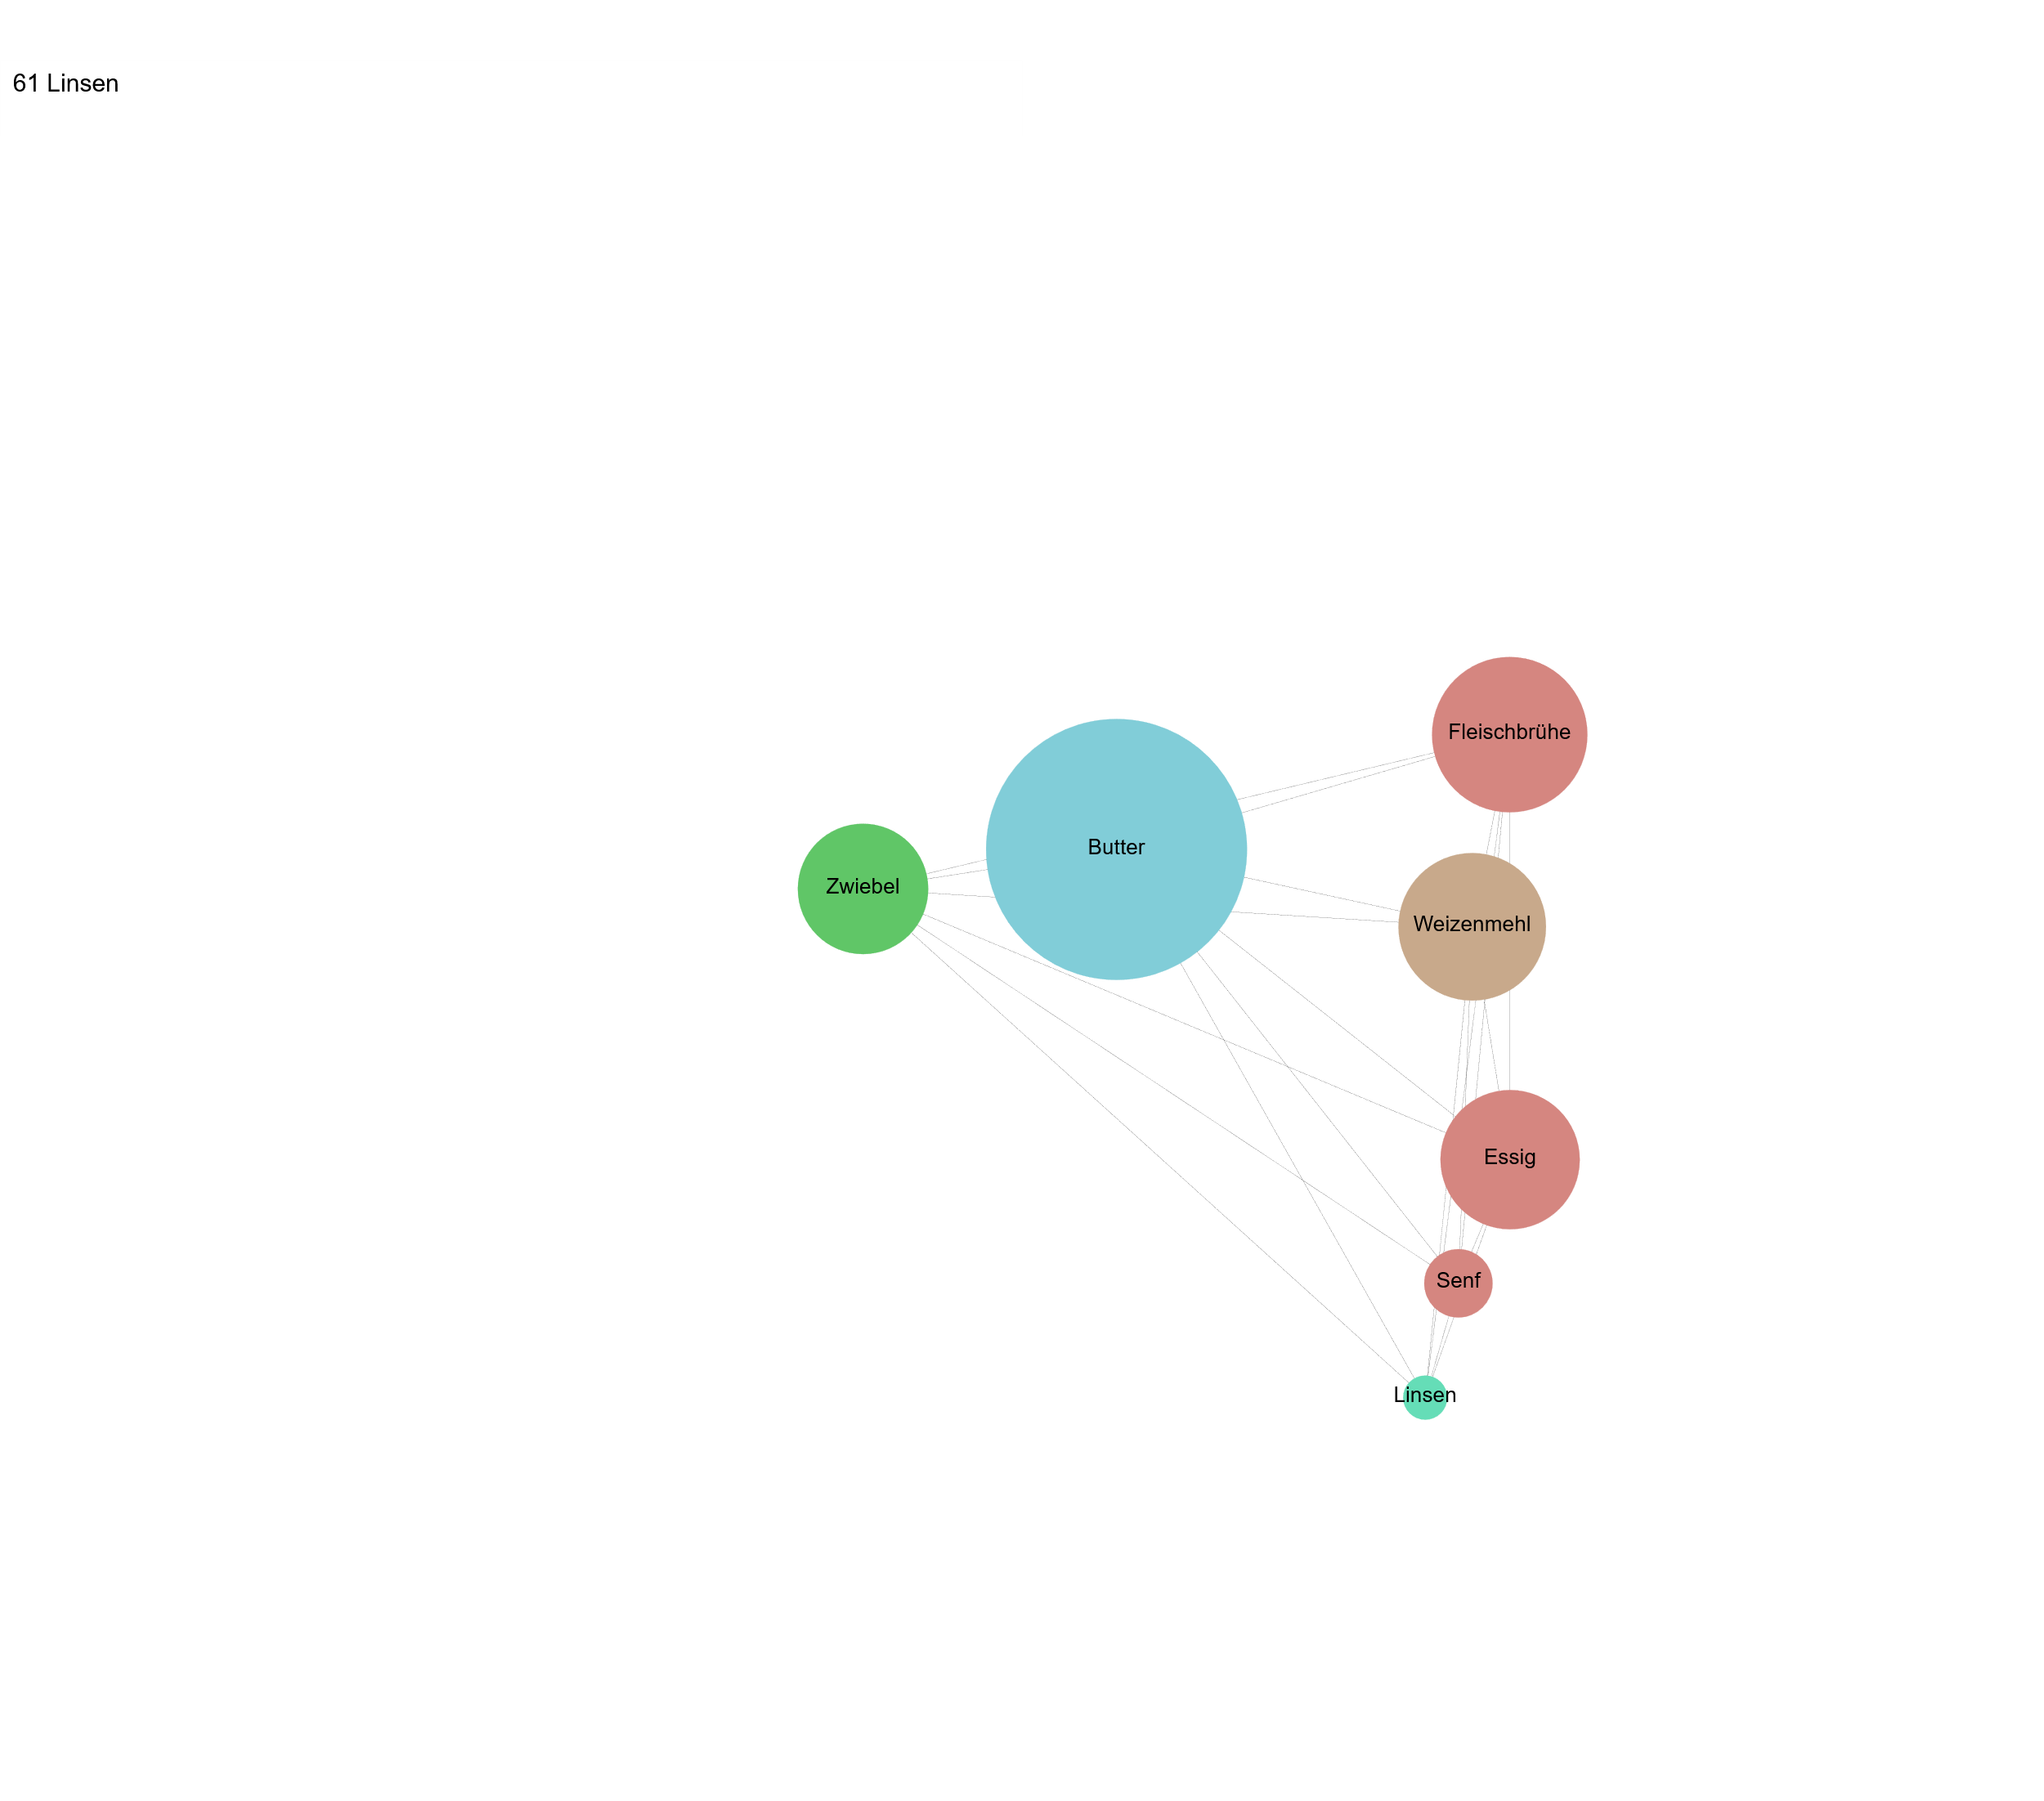 61 Linsen
Fleischbrühe
Butter
Zwiebel
Weizenmehl
Essig
Senf
Linsen